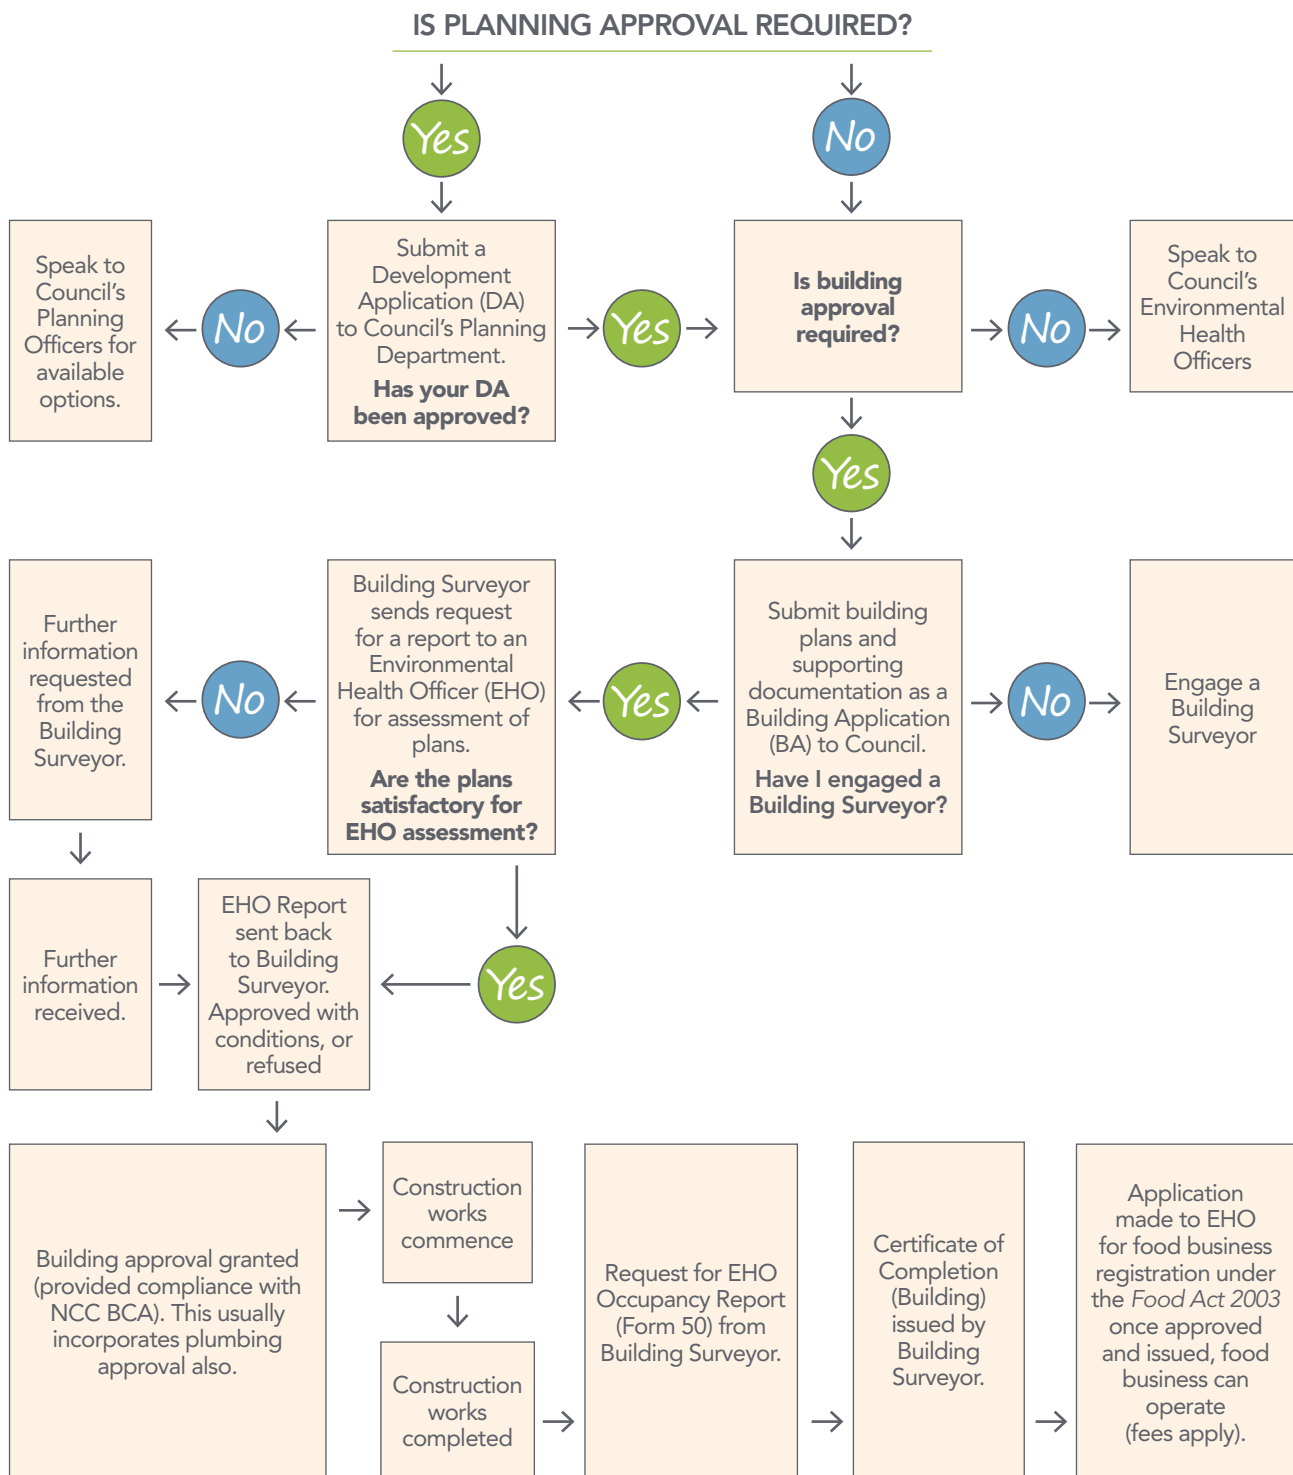 IS PLANNING APPROVAL REQUIRED?
Yes
No
Speak to
Council's
Planning
Officers for
available
options.
No
Submit a
Development
Application (DA)
to Council's Planning
Department.
Has your DA
been approved?
Yes
Is building
approval
required?
No
Speak to
Council's
Environmental
Health
Officers
Yes
Further
information
requested
from the
Building
Surveyor.
No
Building Surveyor
sends request
for a report to an
Environmental
Health Officer (EHO)
for assessment of
plans.
Are the plans
satisfactory for
EHO assessment?
Yes
Submit building
plans and
supporting
documentation as a
Building Application
(BA) to Council.
Have I engaged a
Building Surveyor?
No
Engage a
Building
Surveyor
Further
information
received.
EHO Report
sent back
to Building
Surveyor.
Approved with
conditions, or
refused
Yes
Building approval granted
(provided compliance with
NCC BCA). This usually
incorporates plumbing
approval also.
Construction
works
commence
Construction
works
completed
Request for EHO
Occupancy Report
(Form 50) from
Building Surveyor.
Certificate of
Completion
(Building)
issued by
Building
Surveyor.
Application
made to EHO
for food business
registration under
the Food Act 2003
once approved
and issued, food
business can
operate
(fees apply).